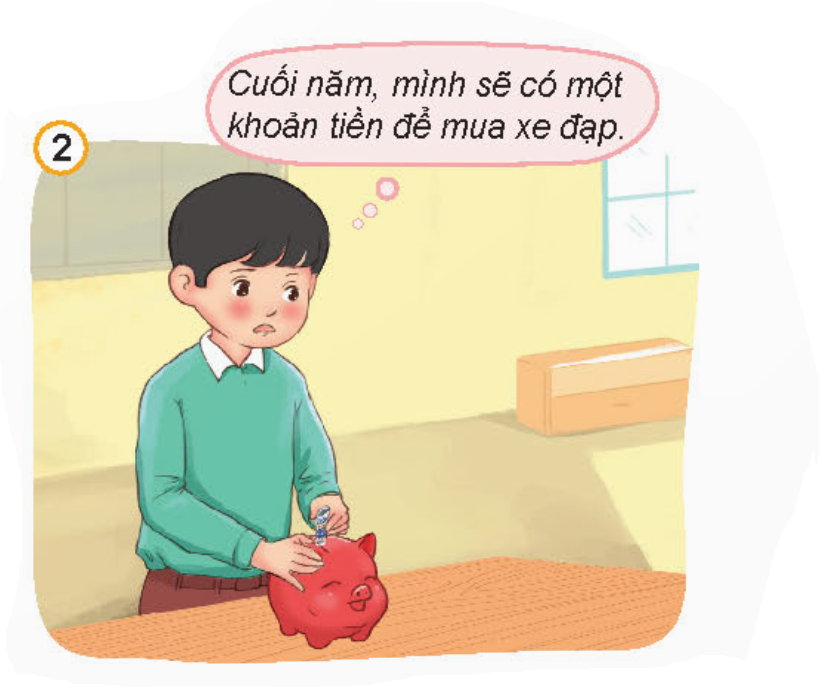 Cuối năm, mình sẽ có một
khoản tiền để mua xe đạp.
2